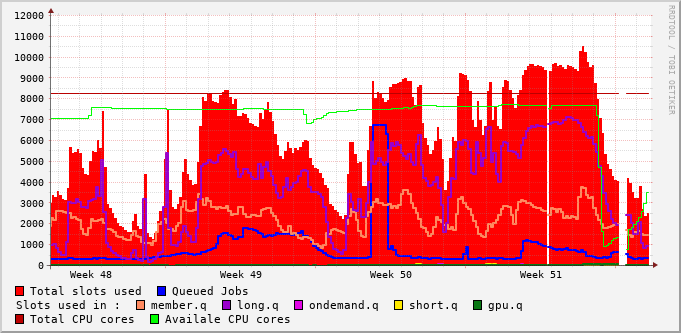 12000
11000
10000
9000
8000
7000
6000
5000
4000
3000
2000
1000
0
RRDTOOL / TOBI OETIKER
Week 48 Week 49 Week 50 Week 51
Total slots used Queued Jobs
Slots used in : member.q long.q ondemand.q short.q gpu.q
Total CPU cores Availale CPU cores